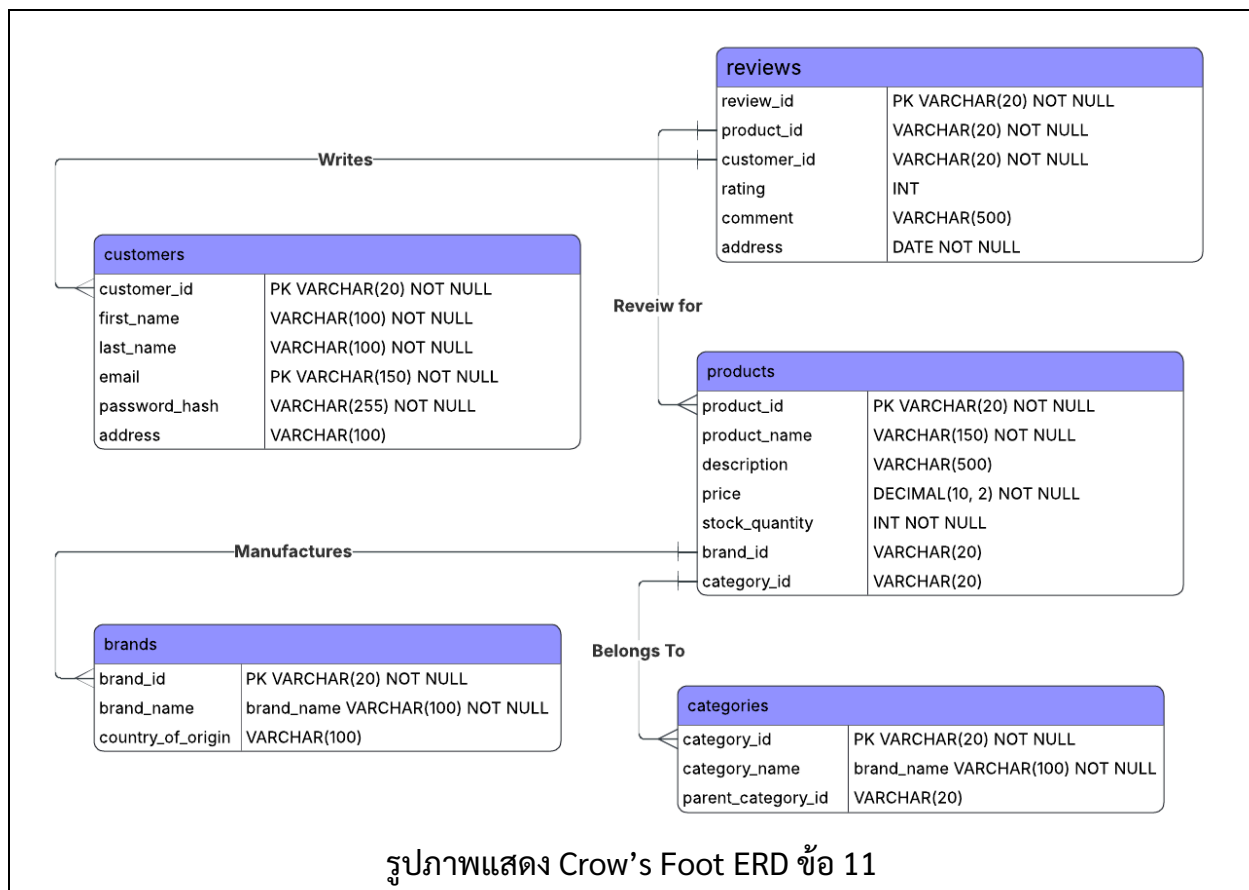 reviews
review_id PK VARCHAR(20) NOT NULL
product_id VARCHAR(20) NOT NULL
customer_id VARCHAR(20) NOT NULL
rating INT
comment VARCHAR(500)
address DATE NOT NULL
Writes
customers
customer_id PK VARCHAR(20) NOT NULL
first_name VARCHAR(100) NOT NULL
last_name VARCHAR(100) NOT NULL
email PK VARCHAR(150) NOT NULL
password_hash VARCHAR(255) NOT NULL
address VARCHAR(100)
Reveiw for
products
product_id PK VARCHAR(20) NOT NULL
product_name VARCHAR(150) NOT NULL
description VARCHAR(500)
price DECIMAL(10, 2) NOT NULL
stock_quantity INT NOT NULL
brand_id VARCHAR(20)
category_id VARCHAR(20)
Manufactures
brands
brand_id PK VARCHAR(20) NOT NULL
brand_name brand_name VARCHAR(100) NOT NULL
country_of_origin VARCHAR(100)
Belongs To
categories
category_id PK VARCHAR(20) NOT NULL
category_name brand_name VARCHAR(100) NOT NULL
parent_category_id VARCHAR(20)
รูปภาพแสดง Crow’s Foot ERD ข้อ 11